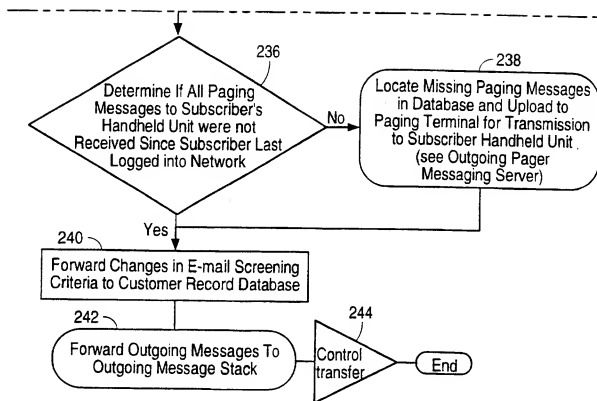 236
Determine If All Paging
Messages to Subscriber's
Handheld Unit were not
Received Since Subscriber Last
Logged into Network
No
238
Locate Missing Paging Messages
in Database and Upload to
Paging Terminal for Transmission
to Subscriber Handheld Unit
(see Outgoing Pager
Messaging Server)
Yes
240
Forward Changes in E-mail Screening
Criteria to Customer Record Database
242
Forward Outgoing Messages To
Outgoing Message Stack
244
Control
transfer
End